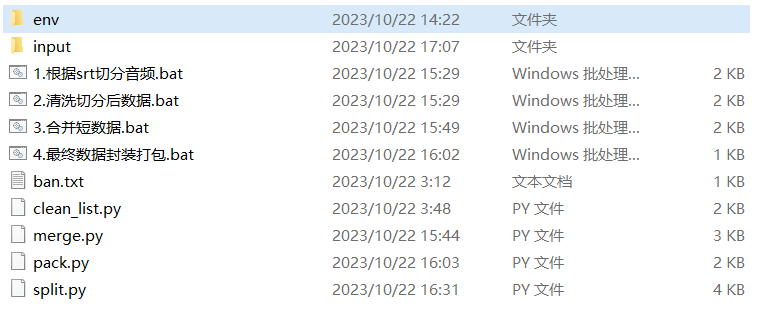 env 2023/10/22 14:22 文件夹
input 2023/10/22 17:07 文件夹
1.根据srt切分音频.bat 2023/10/22 15:29 Windows 批处理... 2 KB
2.清洗切分后数据.bat 2023/10/22 15:29 Windows 批处理... 2 KB
3.合并短数据.bat 2023/10/22 15:49 Windows 批处理... 2 KB
4.最终数据封装打包.bat 2023/10/22 16:02 Windows 批处理... 1 KB
ban.txt 2023/10/22 3:12 文本文档 1 KB
clean_list.py 2023/10/22 3:48 PY 文件 2 KB
merge.py 2023/10/22 15:44 PY 文件 3 KB
pack.py 2023/10/22 16:03 PY 文件 2 KB
split.py 2023/10/22 16:31 PY 文件 4 KB